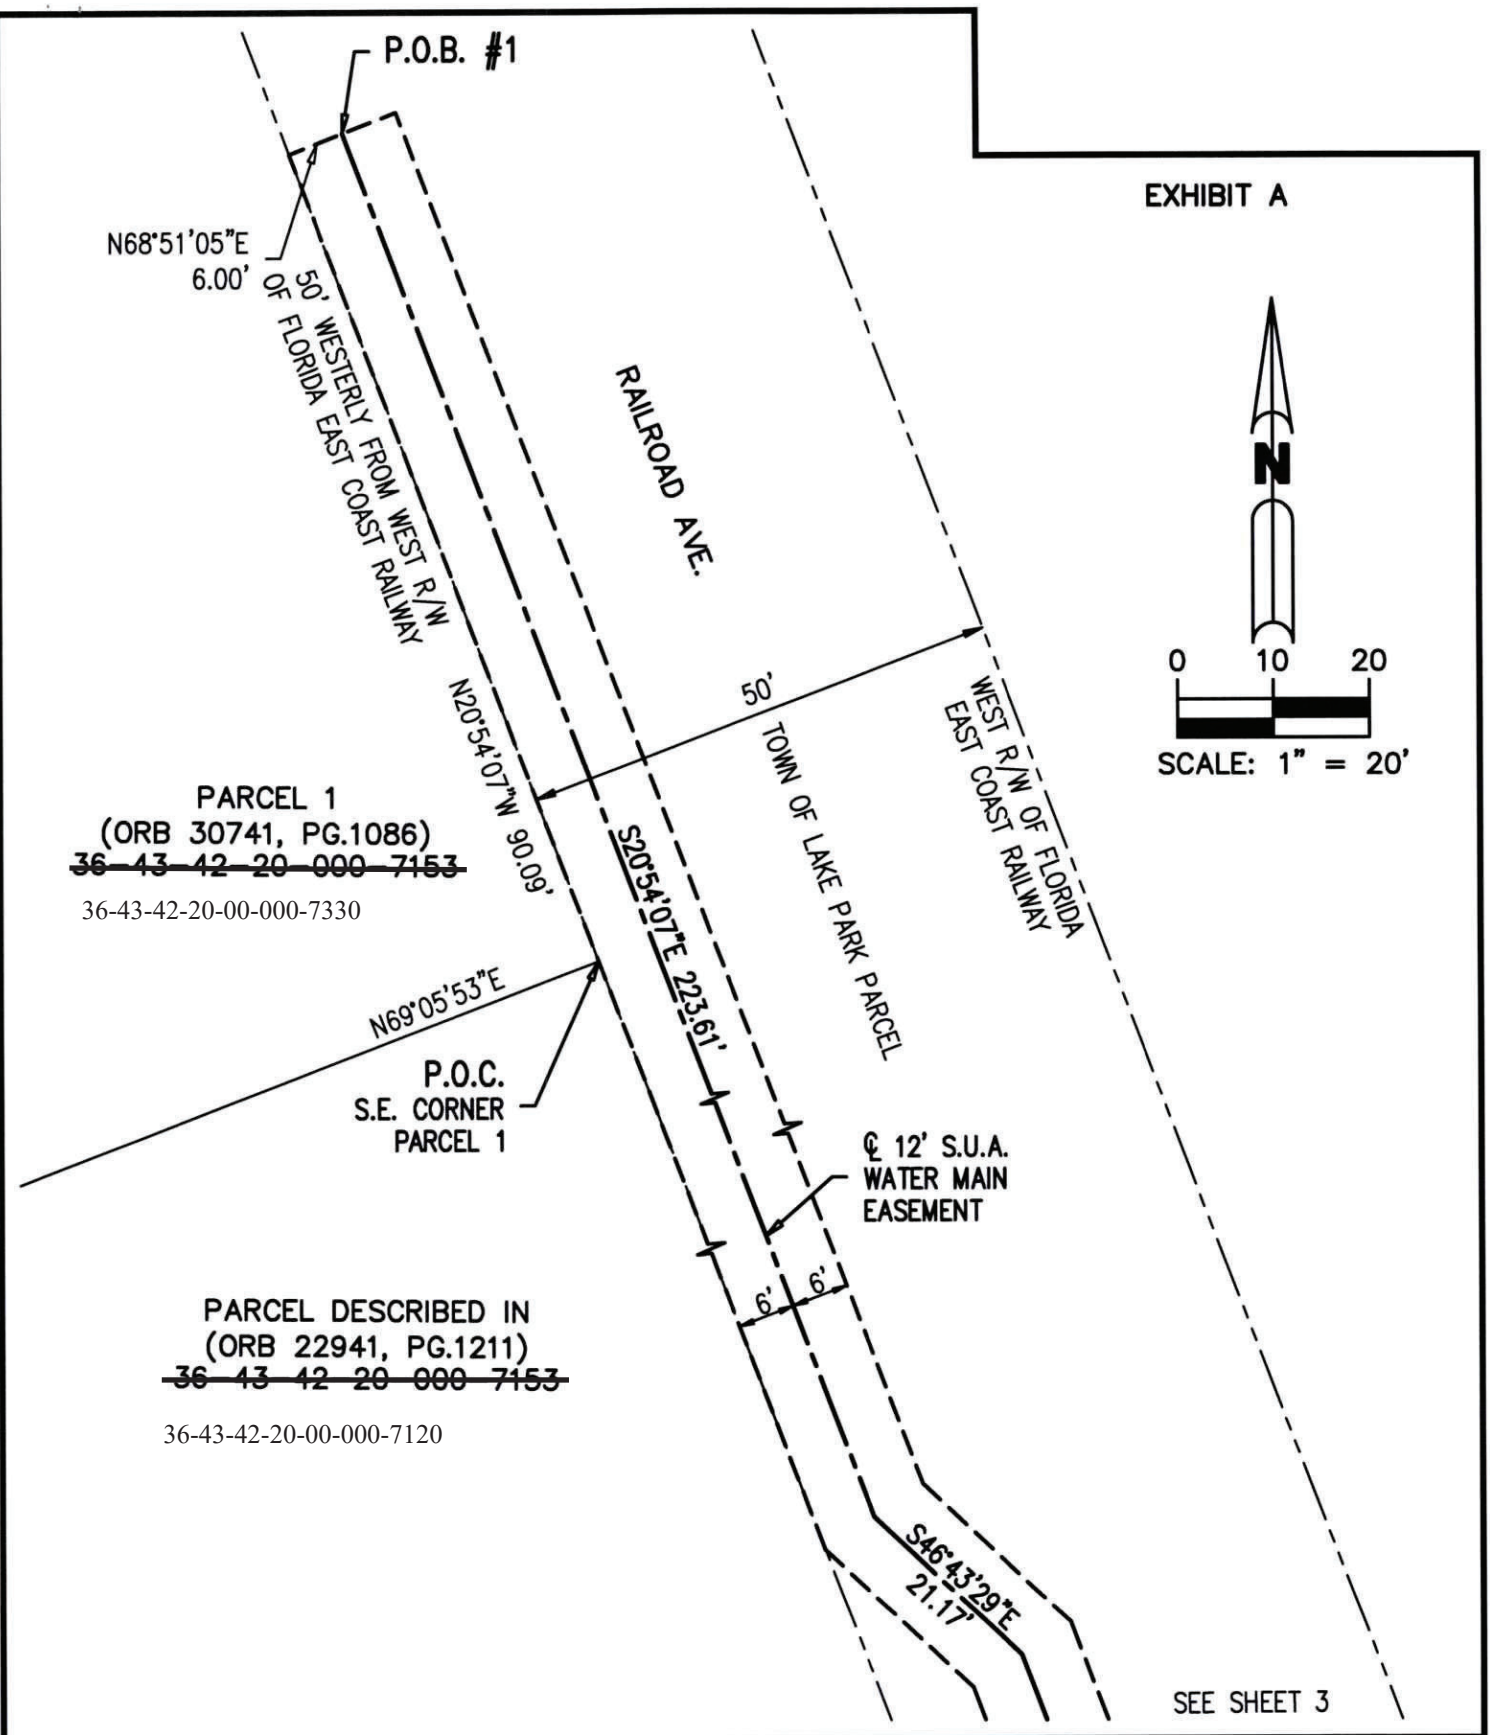 P.O.B. #1
EXHIBIT A
N68°51'05"E
6.00'
50' WESTERLY FROM WEST R/W
OF FLORIDA EAST COAST RAILWAY
RAILROAD AVE.
N
0 10 20
SCALE: 1" = 20'
50'
N20°54'07"W 90.09'
TOWN OF LAKE PARK PARCEL
WEST R/W OF FLORIDA
EAST COAST RAILWAY
PARCEL 1
(ORB 30741, PG.1086)
36-43-42-20-000-7153
36-43-42-20-00-000-7330
S20°54'07"E 223.61'
N69°05'53"E
P.O.C.
S.E. CORNER
PARCEL 1
℄ 12' S.U.A.
WATER MAIN
EASEMENT
6' 6'
PARCEL DESCRIBED IN
(ORB 22941, PG.1211)
36-43-42-20-000-7153
36-43-42-20-00-000-7120
S46°43'29"E
21.17'
SEE SHEET 3